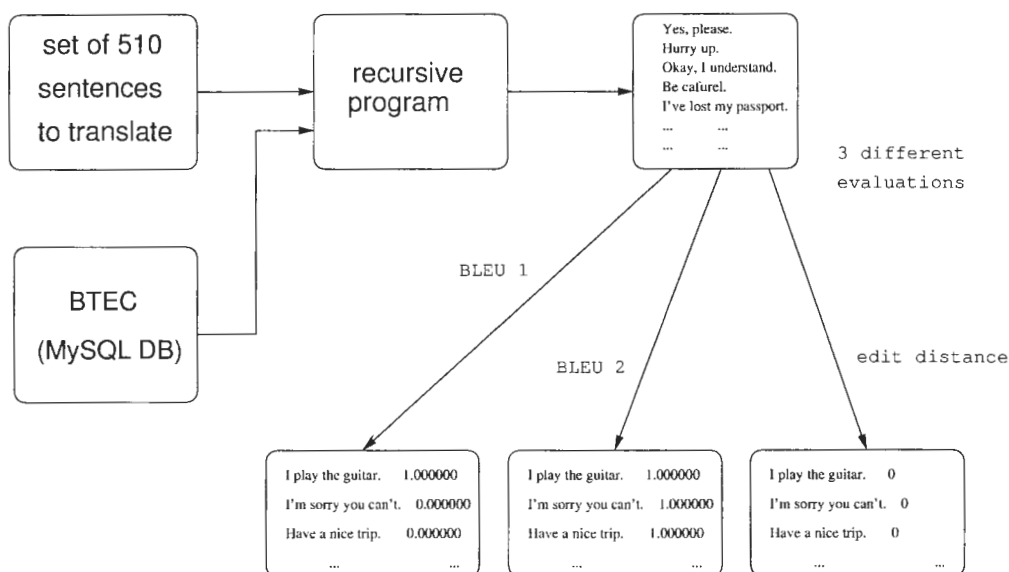 set of 510
sentences
to translate
recursive
program
Yes, please.
Hurry up.
Okay, I understand.
Be cafurel.
I've lost my passport.
... ...
... ...
3 different
evaluations
BTEC
(MySQL DB)
BLEU 1
BLEU 2
edit distance
I play the guitar. 1.000000
I'm sorry you can't. 0.000000
Have a nice trip. 0.000000
... ...
I play the guitar. 1.000000
I'm sorry you can't. 1.000000
Have a nice trip. 1.000000
... ...
I play the guitar. 0
I'm sorry you can't. 0
Have a nice trip. 0
... ...